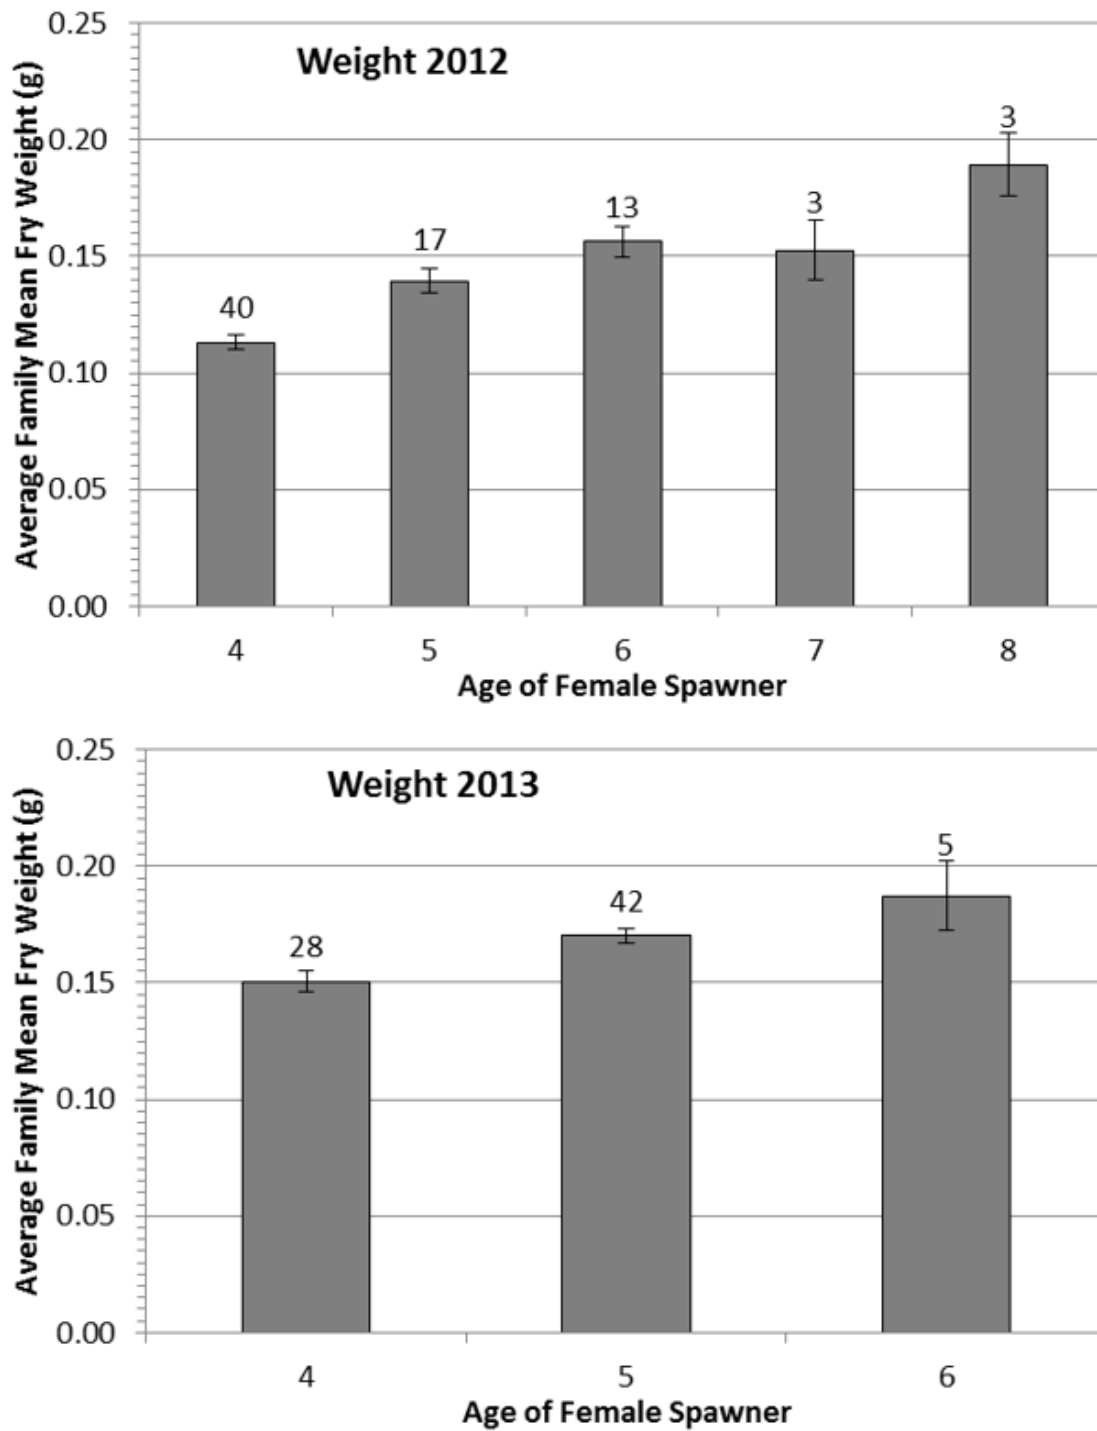 Weight 2012
Average Family Mean Fry Weight (g)
0.25
0.20
0.15
0.10
0.05
0.00
40
17
13
3
3
4 5 6 7 8
Age of Female Spawner
Weight 2013
Average Family Mean Fry Weight (g)
0.25
0.20
0.15
0.10
0.05
0.00
28
42
5
4 5 6
Age of Female Spawner